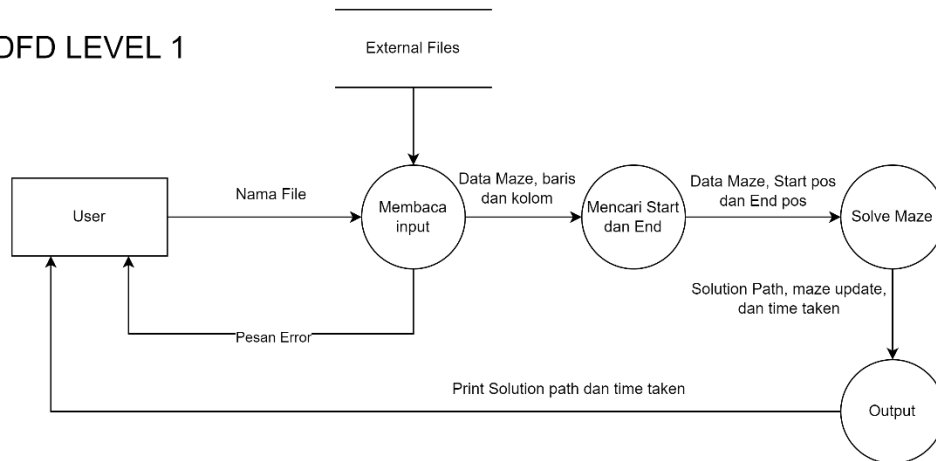 DFD LEVEL 1
External Files
User
Nama File
Membaca
input
Data Maze, baris
dan kolom
Mencari Start
dan End
Data Maze, Start pos
dan End pos
Solve Maze
Solution Path, maze update,
dan time taken
Pesan Error
Print Solution path dan time taken
Output